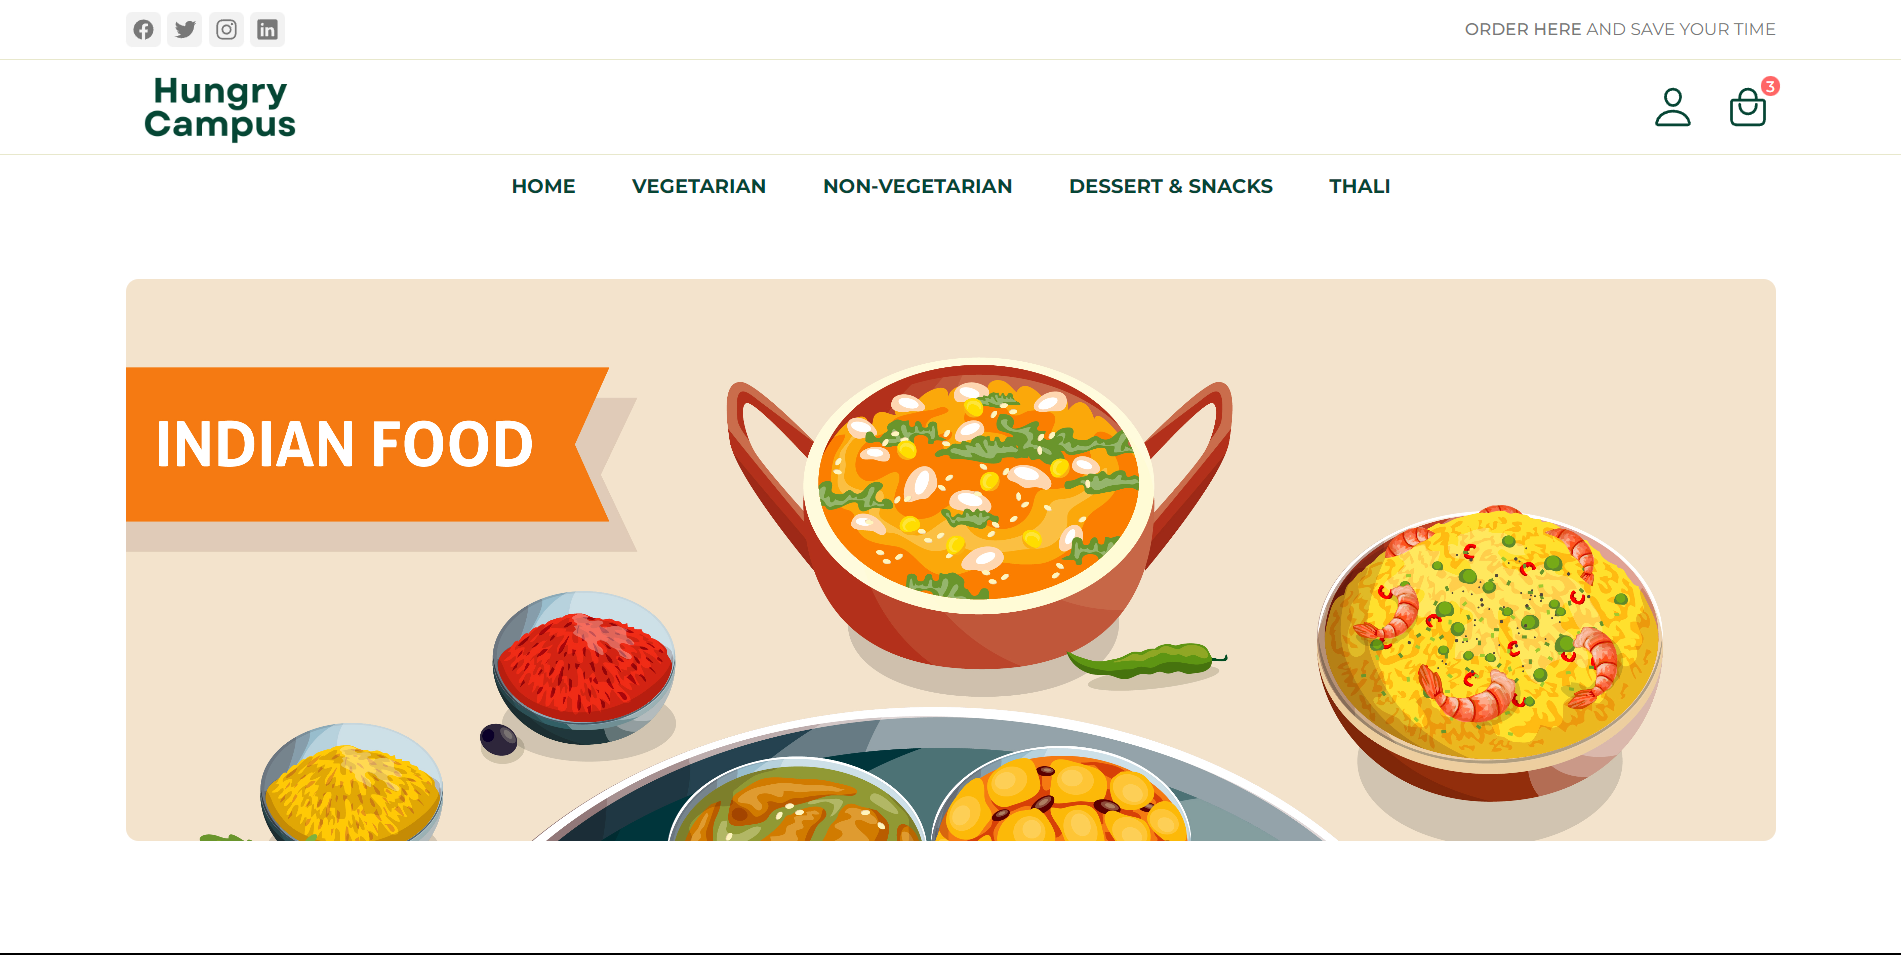 ORDER HERE AND SAVE YOUR TIME
Hungry
Campus
3
HOME VEGETARIAN NON-VEGETARIAN DESSERT & SNACKS THALI
INDIAN FOOD